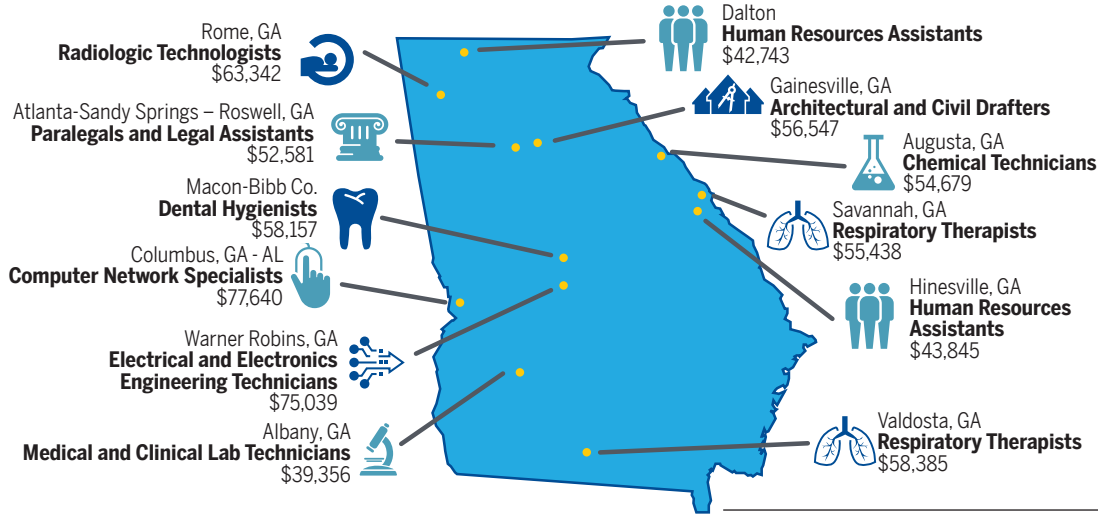 Rome, GA
Radiologic Technologists
$63,342
Atlanta-Sandy Springs – Roswell, GA
Paralegals and Legal Assistants
$52,581
Macon-Bibb Co.
Dental Hygienists
$58,157
Columbus, GA - AL
Computer Network Specialists
$77,640
Warner Robins, GA
Electrical and Electronics
Engineering Technicians
$75,039
Albany, GA
Medical and Clinical Lab Technicians
$39,356
Dalton
Human Resources Assistants
$42,743
Gainesville, GA
Architectural and Civil Drafters
$56,547
Augusta, GA
Chemical Technicians
$54,679
Savannah, GA
Respiratory Therapists
$55,438
Hinesville, GA
Human Resources
Assistants
$43,845
Valdosta, GA
Respiratory Therapists
$58,385